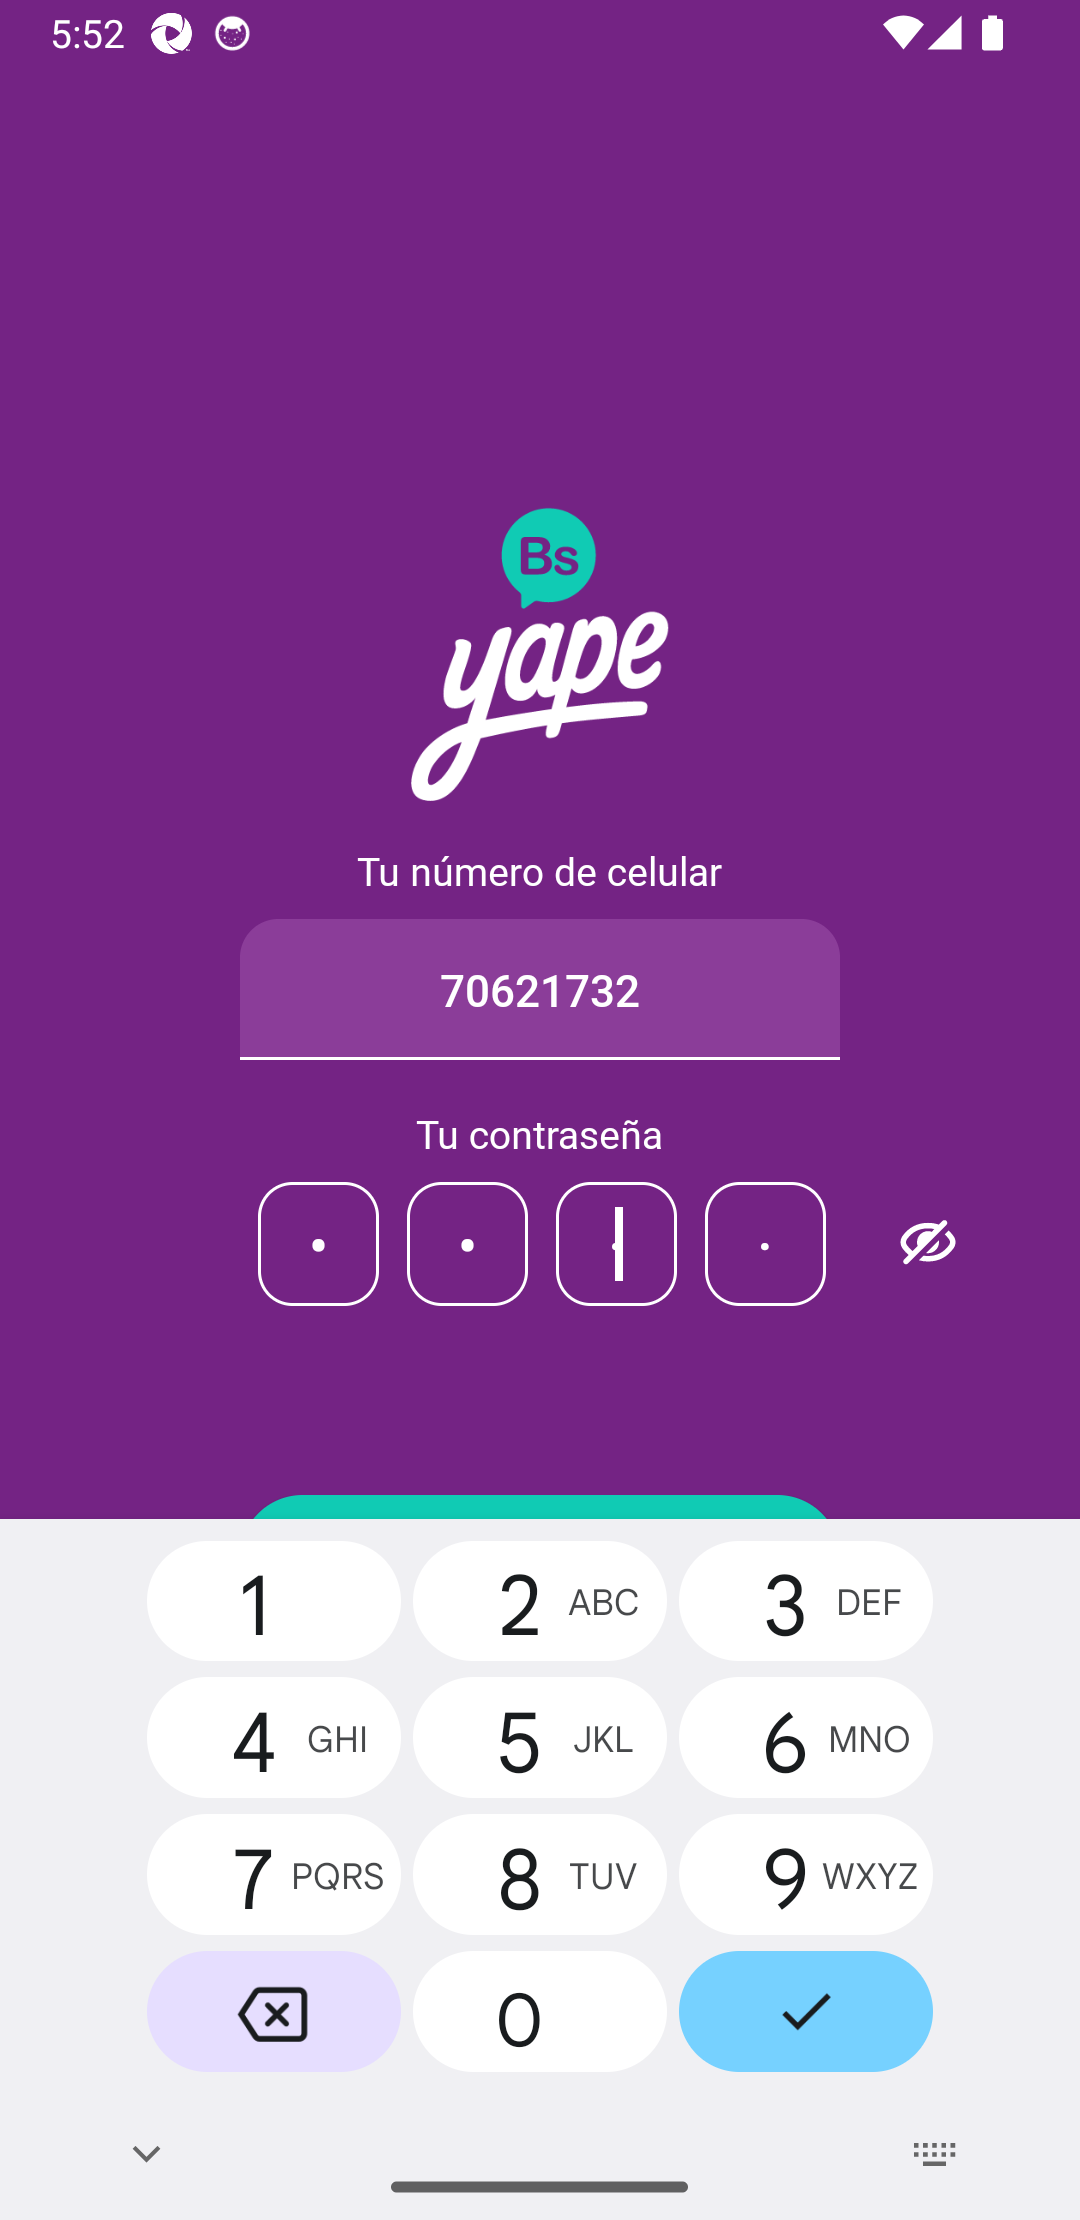 5:52
Bs
yape
Tu número de celular
70621732
Tu contraseña
1
2 ABC
3 DEF
4 GHI
5 JKL
6 MNO
7 PQRS
8 TUV
9 WXYZ
0